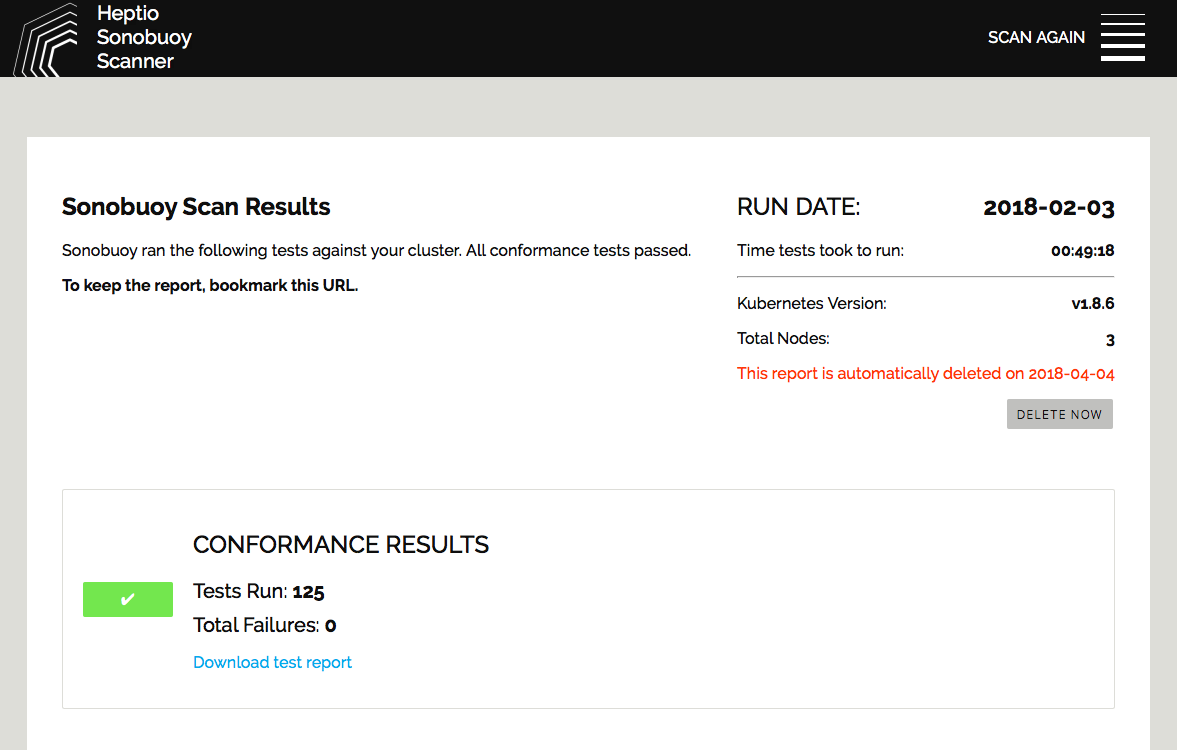 Heptio
Sonobuoy
Scanner
SCAN AGAIN
Sonobuoy Scan Results
Sonobuoy ran the following tests against your cluster. All conformance tests passed.
To keep the report, bookmark this URL.
RUN DATE: 2018-02-03
Time tests took to run: 00:49:18
Kubernetes Version: v1.8.6
Total Nodes: 3
This report is automatically deleted on 2018-04-04
DELETE NOW
CONFORMANCE RESULTS
Tests Run: 125
Total Failures: 0
Download test report